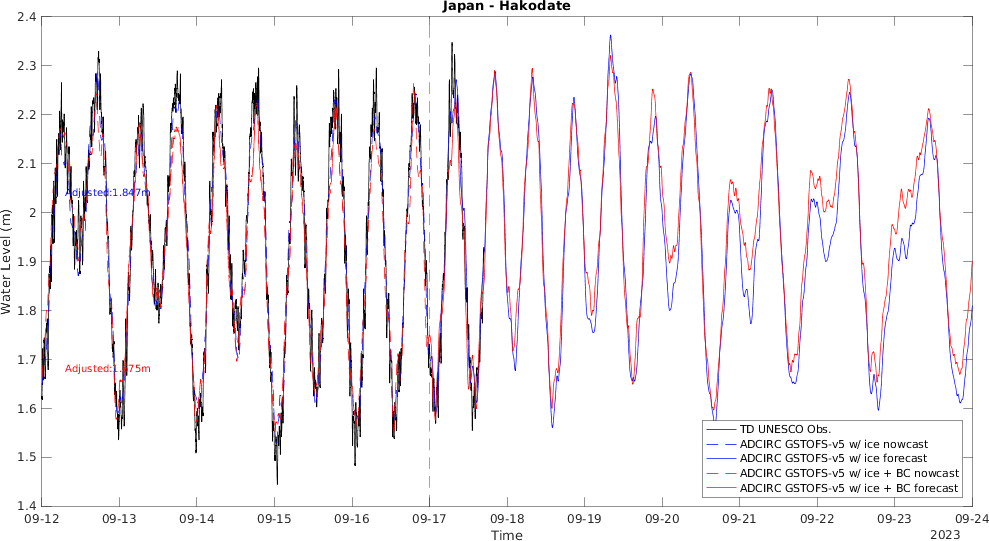 Japan - Hakodate
2.4
2.3
2.2
2.1
2
1.9
1.8
1.7
1.6
1.5
1.4
Water Level (m)
Adjusted:1.847m
Adjusted:1.875m
TD UNESCO Obs.
ADCIRC GSTOFS-v5 w/ ice nowcast
ADCIRC GSTOFS-v5 w/ ice forecast
ADCIRC GSTOFS-v5 w/ ice + BC nowcast
ADCIRC GSTOFS-v5 w/ ice + BC forecast
09-12 09-13 09-14 09-15 09-16 09-17 09-18 09-19 09-20 09-21 09-22 09-23 09-24
Time
2023